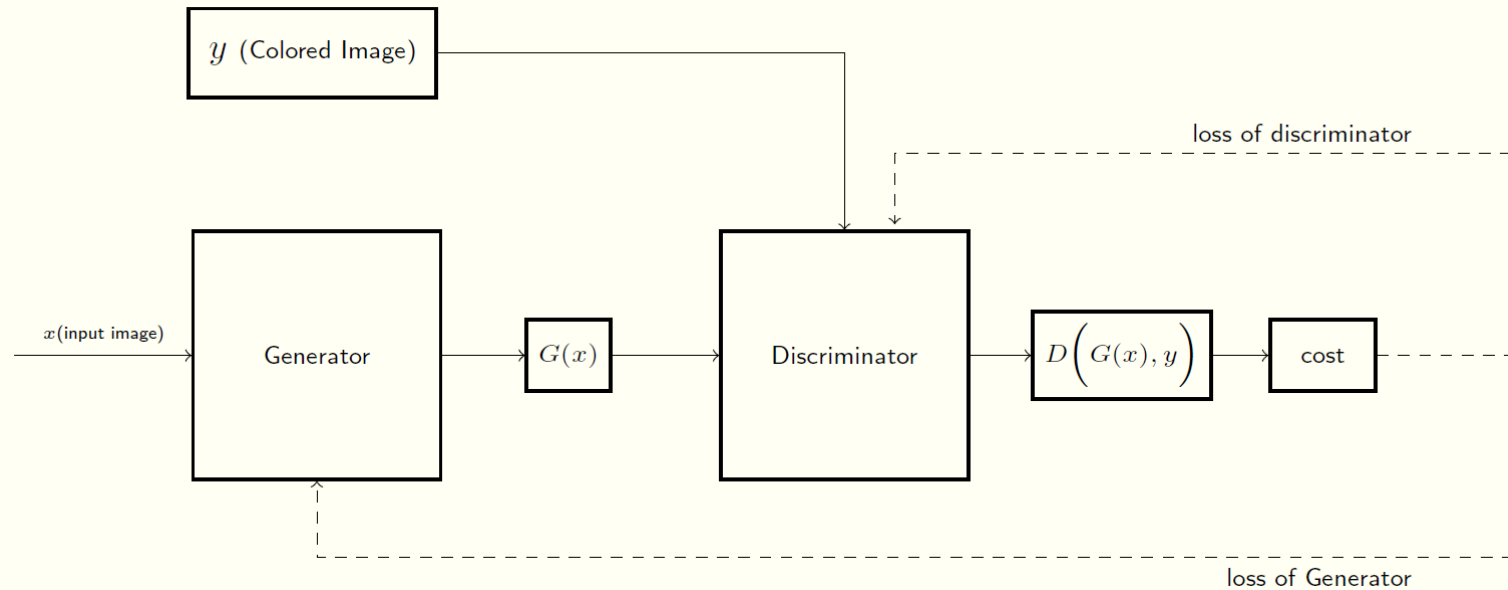 y (Colored Image)
loss of discriminator
x(input image)
Generator
G(x)
Discriminator
D(G(x), y)
cost
loss of Generator